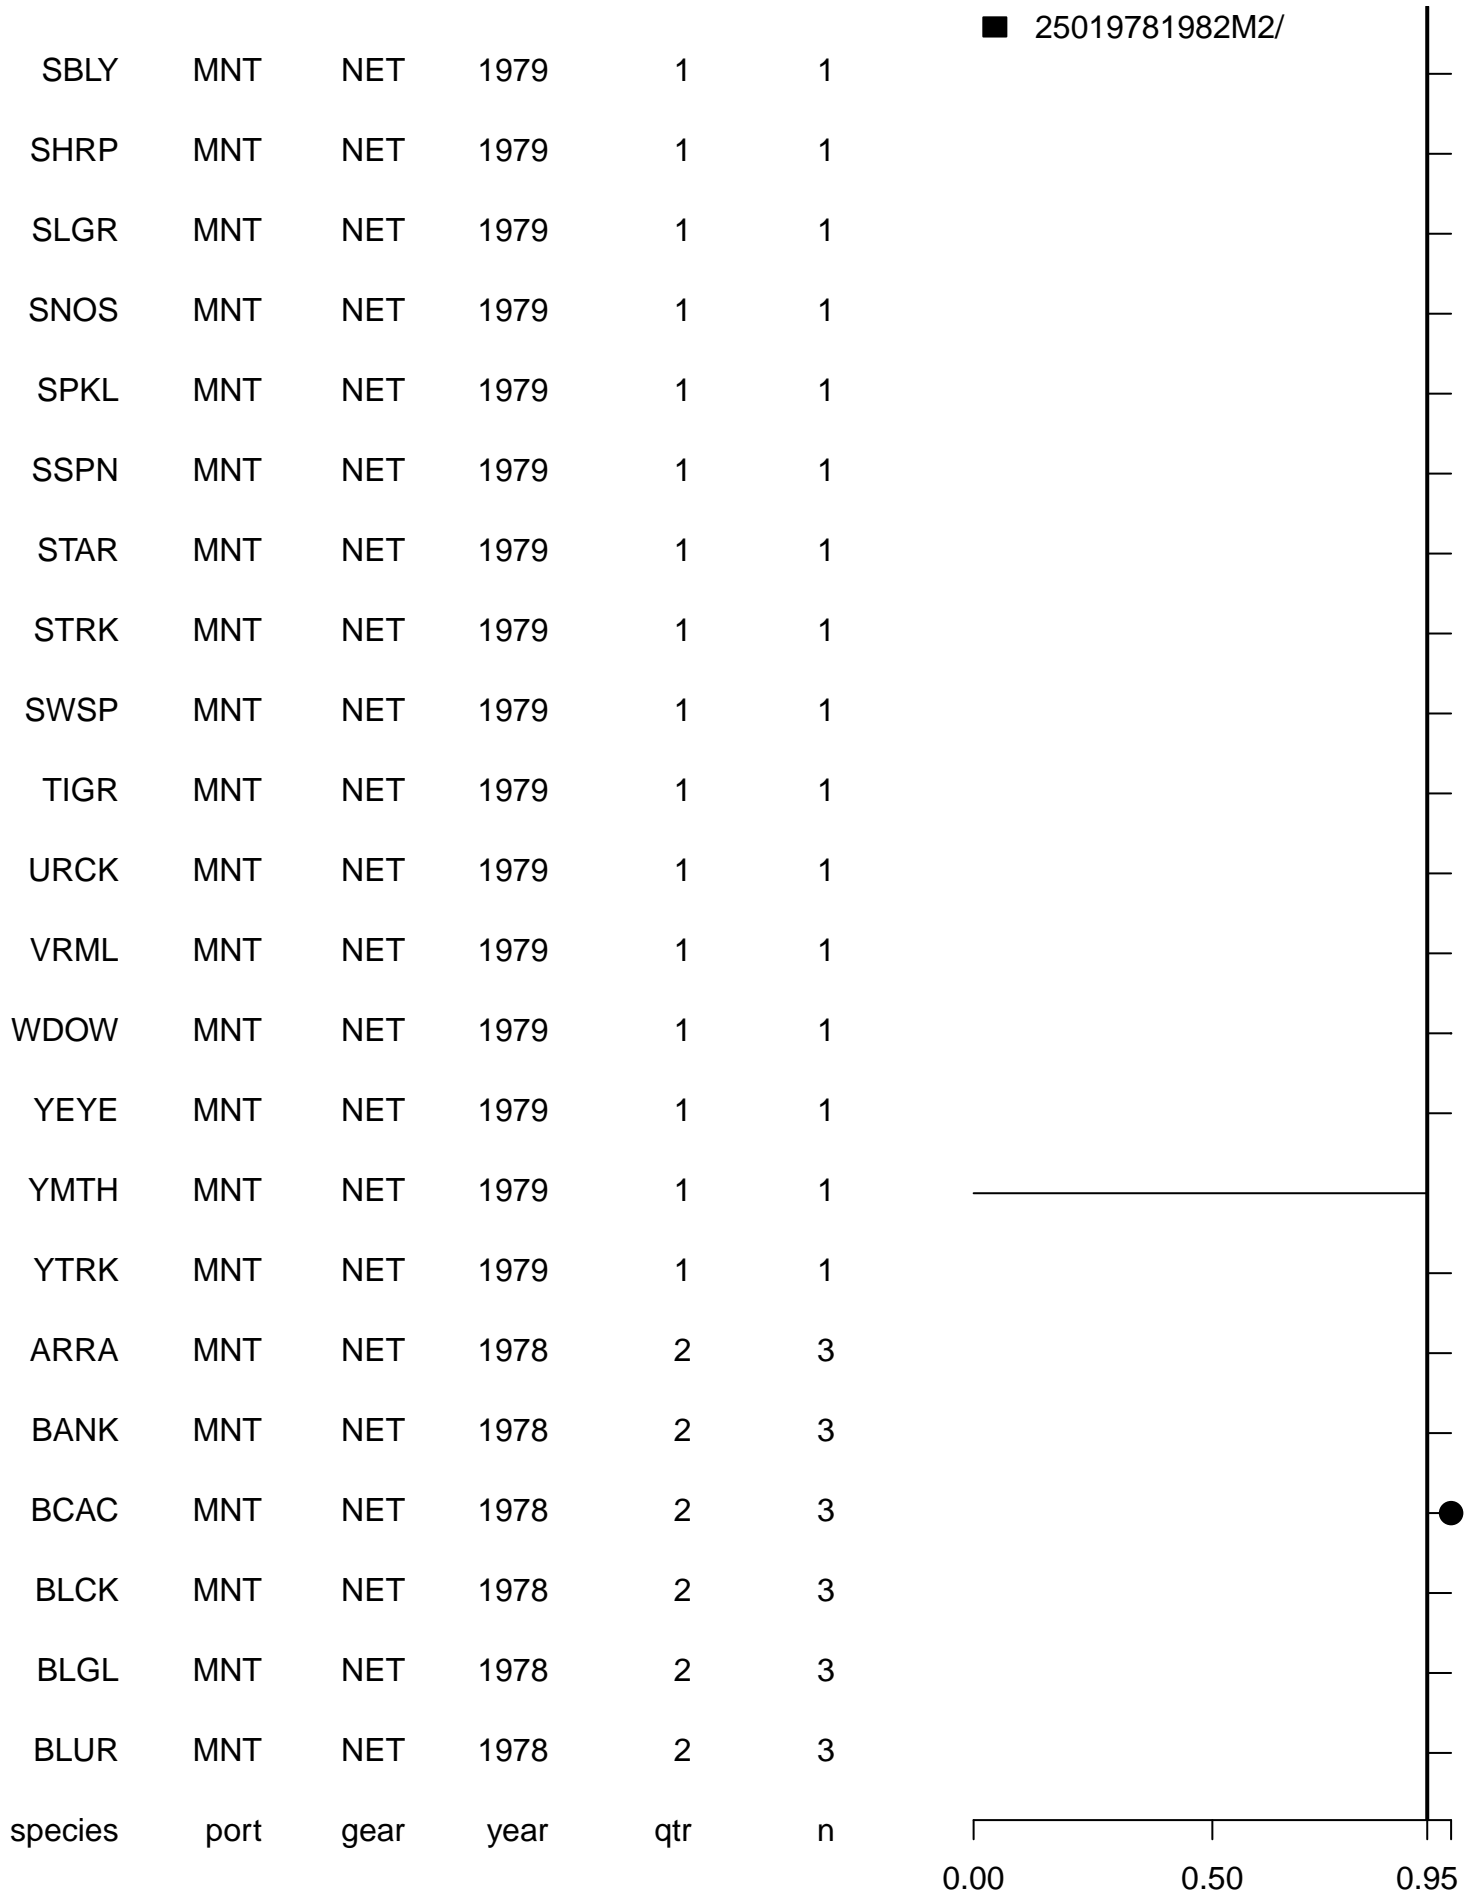 25019781982M2/
SBLY MNT NET 1979 1 1
SHRP MNT NET 1979 1 1
SLGR MNT NET 1979 1 1
SNOS MNT NET 1979 1 1
SPKL MNT NET 1979 1 1
SSPN MNT NET 1979 1 1
STAR MNT NET 1979 1 1
STRK MNT NET 1979 1 1
SWSP MNT NET 1979 1 1
TIGR MNT NET 1979 1 1
URCK MNT NET 1979 1 1
VRML MNT NET 1979 1 1
WDOW MNT NET 1979 1 1
YEYE MNT NET 1979 1 1
YMTH MNT NET 1979 1 1
YTRK MNT NET 1979 1 1
ARRA MNT NET 1978 2 3
BANK MNT NET 1978 2 3
BCAC MNT NET 1978 2 3
BLCK MNT NET 1978 2 3
BLGL MNT NET 1978 2 3
BLUR MNT NET 1978 2 3
species port gear year qtr n
0.00 0.50 0.95